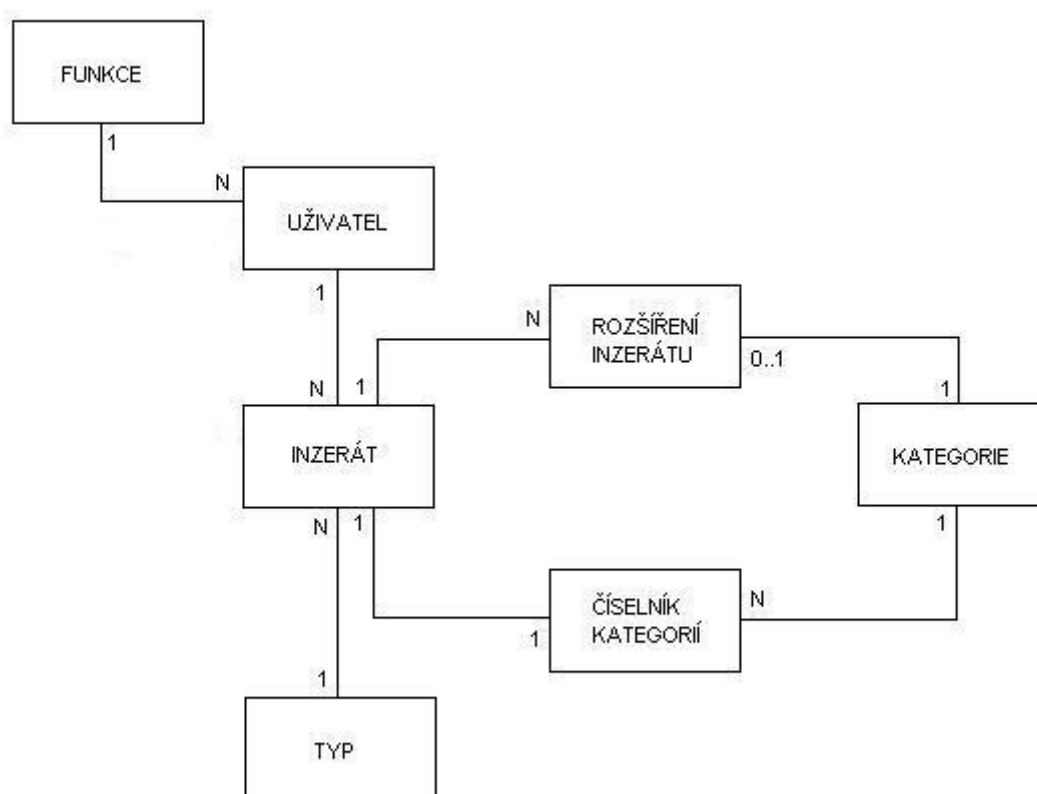 FUNKCE
1
N
UŽIVATEL
1
N
ROZŠÍŘENÍ
INZERÁTU
0..1
N
1
1
INZERÁT
KATEGORIE
N
1
1
ČÍSELNÍK
KATEGORIÍ
N
1
1
TYP